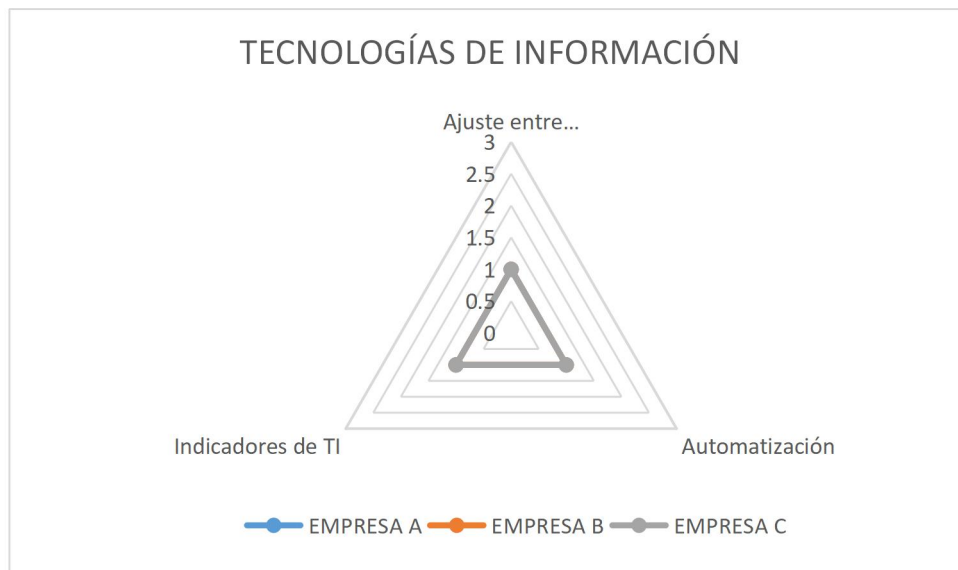 TECNOLOGÍAS DE INFORMACIÓN
Ajuste entre...
3
2.5
2
1.5
1
0.5
0
Indicadores de TI
Automatización
EMPRESA A EMPRESA B EMPRESA C